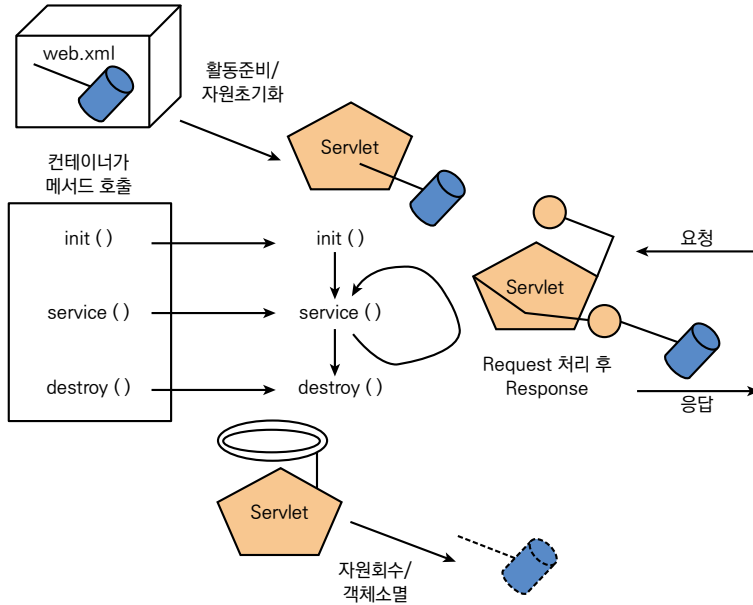 web.xml
활동준비/
자원초기화
Servlet
컨테이너가
메서드 호출
init ( )
init ( )
요청
Servlet
service ( )
service ( )
Request 처리 후
Response
destroy ( )
destroy ( )
응답
Servlet
자원회수/
객체소멸